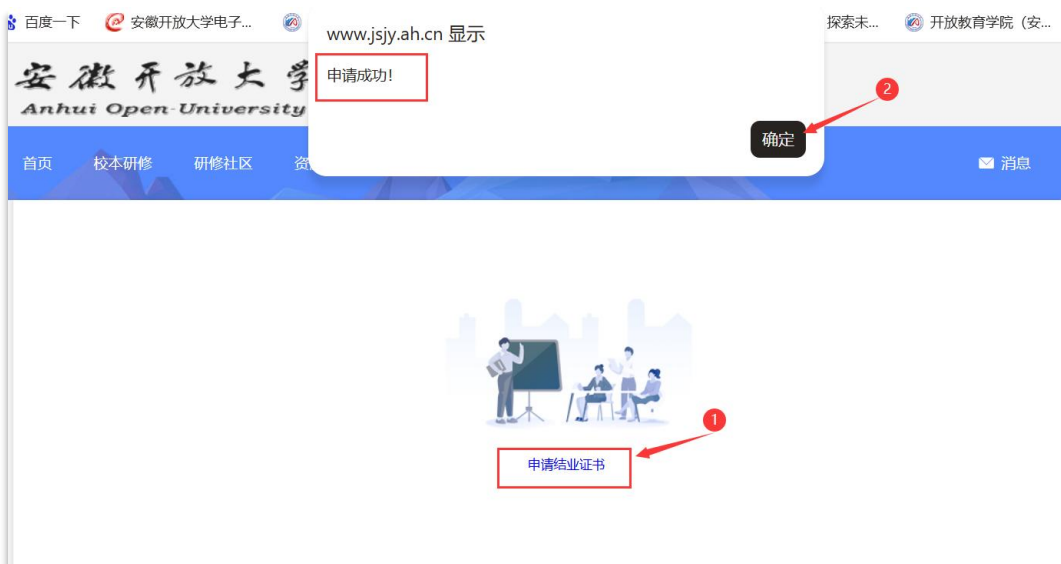 百度一下 安徽开放大学电子... 探索未... 开放教育学院（安...
www.jsjy.ah.cn 显示
申请成功!
安徽开放大学
Anhui Open University
2
确定
首页 校本研修 研修社区 资 消息
1
申请结业证书